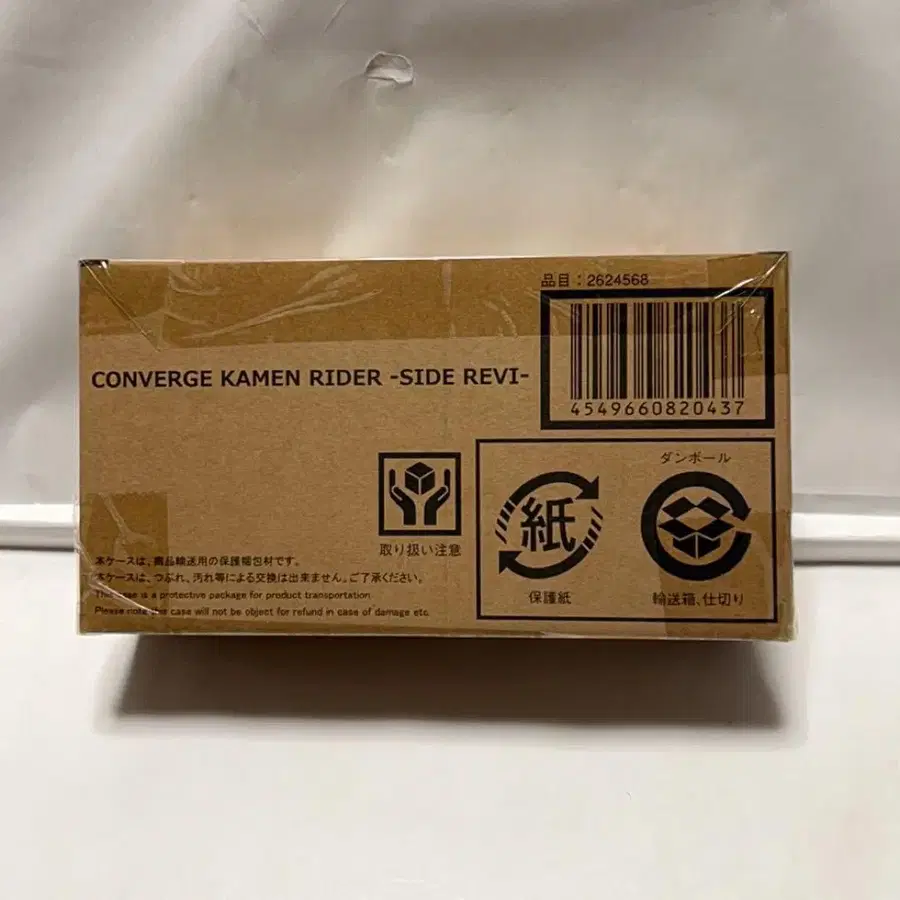 品目：2624568
4549660820437
CONVERGE KAMEN RIDER -SIDE REVI-
取り扱い注意
紙
保護紙
ダンボール
輸送箱、仕切り
本ケースは、商品輸送用の保護梱包材です。
本ケースは、つぶれ、汚れ等による交換は出来ません。ご了承ください。
This case is a protective package for product transportation
Please note the case will not be object for refund in case of damage etc.